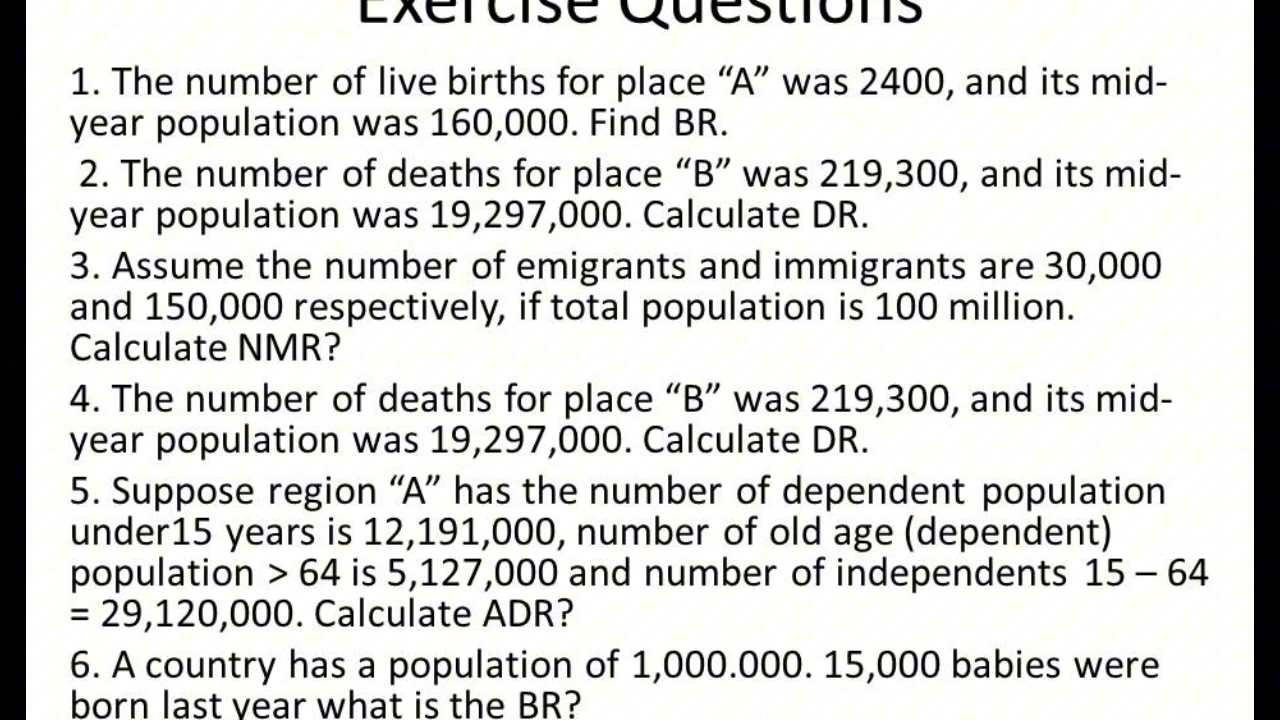 Exercise Questions
1. The number of live births for place “A” was 2400, and its mid-
year population was 160,000. Find BR.
2. The number of deaths for place “B” was 219,300, and its mid-
year population was 19,297,000. Calculate DR.
3. Assume the number of emigrants and immigrants are 30,000
and 150,000 respectively, if total population is 100 million.
Calculate NMR?
4. The number of deaths for place “B” was 219,300, and its mid-
year population was 19,297,000. Calculate DR.
5. Suppose region “A” has the number of dependent population
under15 years is 12,191,000, number of old age (dependent)
population > 64 is 5,127,000 and number of independents 15 – 64
= 29,120,000. Calculate ADR?
6. A country has a population of 1,000.000. 15,000 babies were
born last year what is the BR?